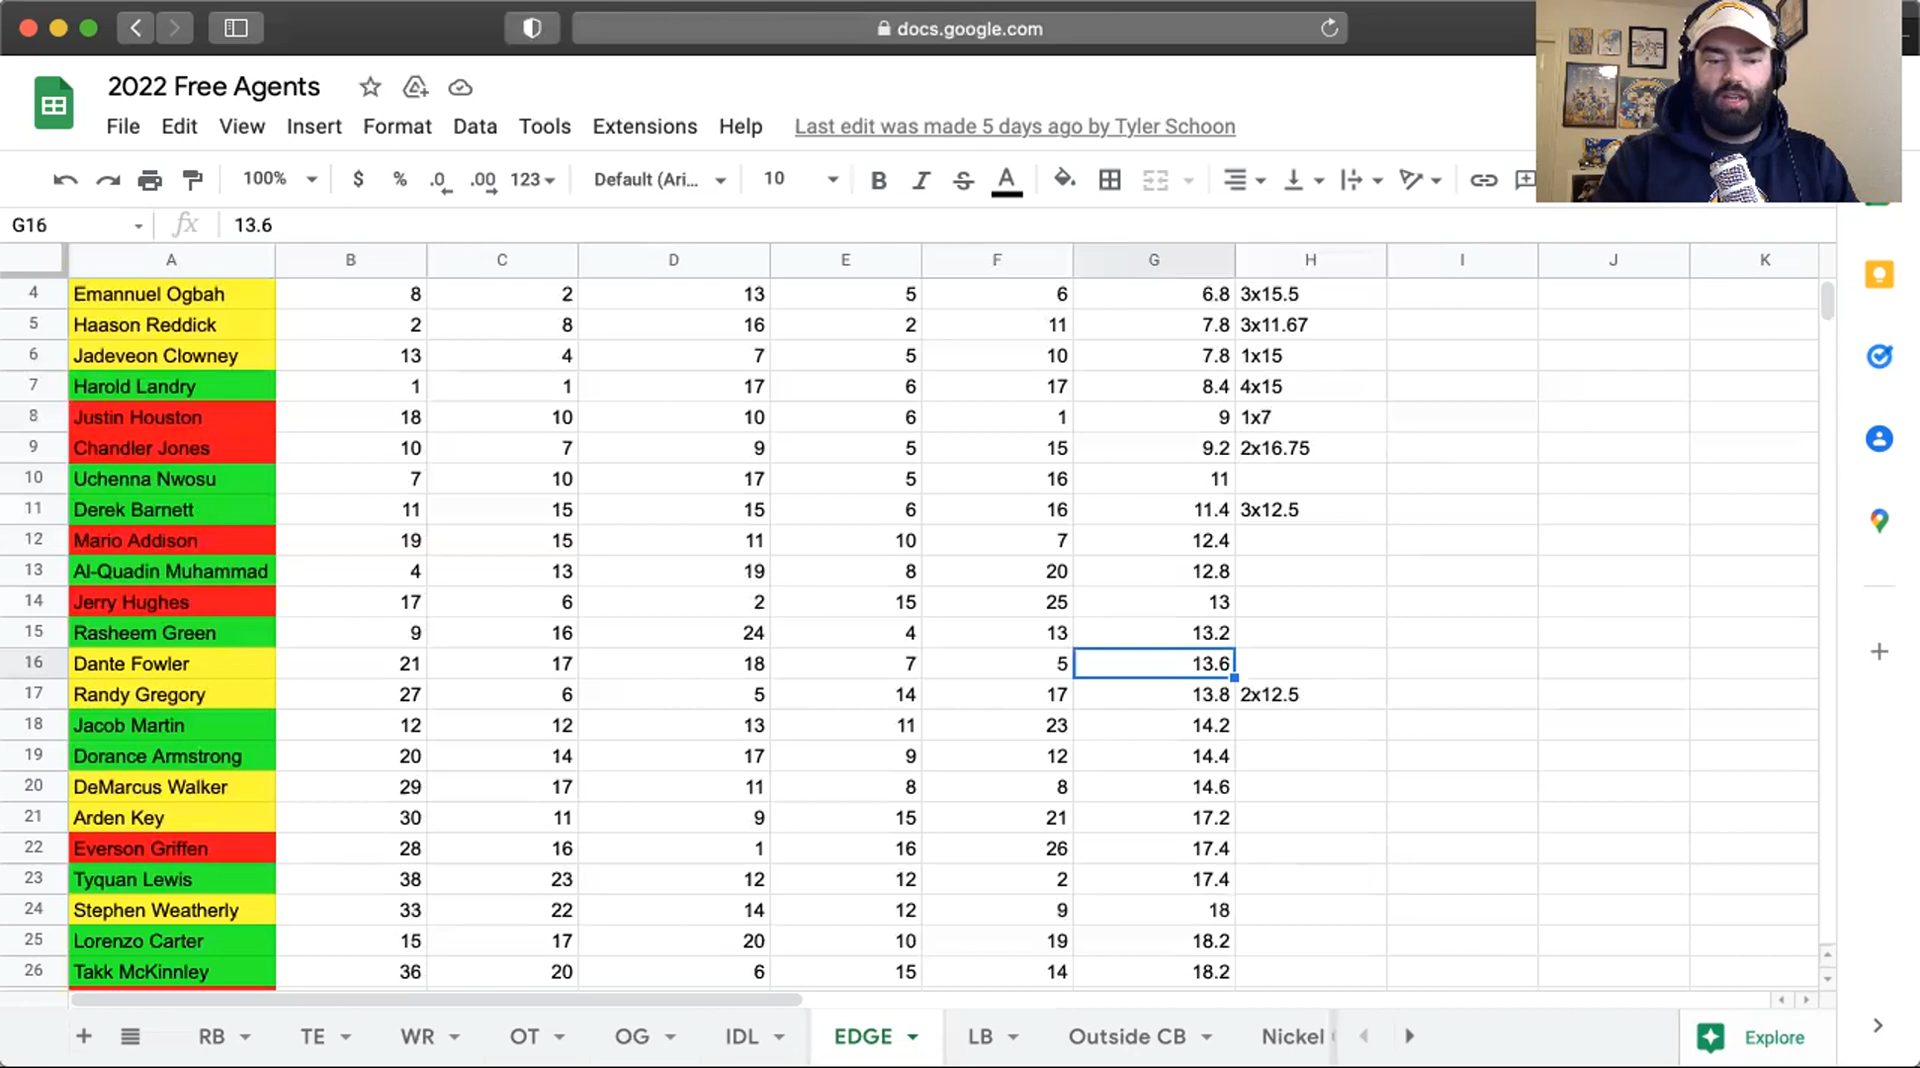 docs.google.com
2022 Free Agents
File Edit View Insert Format Data Tools Extensions Help Last edit was made 5 days ago by Tyler Schoon
100% $ % .0 .00 123 Default (Ari... 10 B I S A
G16 fx 13.6
A B C D E F G H I J K
4 Emannuel Ogbah 8 2 13 5 6 6.8 3x15.5
5 Haason Reddick 2 8 16 2 11 7.8 3x11.67
6 Jadeveon Clowney 13 4 7 5 10 7.8 1x15
7 Harold Landry 1 1 17 6 17 8.4 4x15
8 Justin Houston 18 10 10 6 1 9 1x7
9 Chandler Jones 10 7 9 5 15 9.2 2x16.75
10 Uchenna Nwosu 7 10 17 5 16 11
11 Derek Barnett 11 15 15 6 16 11.4 3x12.5
12 Mario Addison 19 15 11 10 7 12.4
13 Al-Quadin Muhammad 4 13 19 8 20 12.8
14 Jerry Hughes 17 6 2 15 25 13
15 Rasheem Green 9 16 24 4 13 13.2
16 Dante Fowler 21 17 18 7 5 13.6
17 Randy Gregory 27 6 5 14 17 13.8 2x12.5
18 Jacob Martin 12 12 13 11 23 14.2
19 Dorance Armstrong 20 14 17 9 12 14.4
20 DeMarcus Walker 29 17 11 8 8 14.6
21 Arden Key 30 11 9 15 21 17.2
22 Everson Griffen 28 16 1 16 26 17.4
23 Tyquan Lewis 38 23 12 12 2 17.4
24 Stephen Weatherly 33 22 14 12 9 18
25 Lorenzo Carter 15 17 20 10 19 18.2
26 Takk McKinnley 36 20 6 15 14 18.2
RB TE WR OT OG IDL EDGE LB Outside CB Nickel Explore